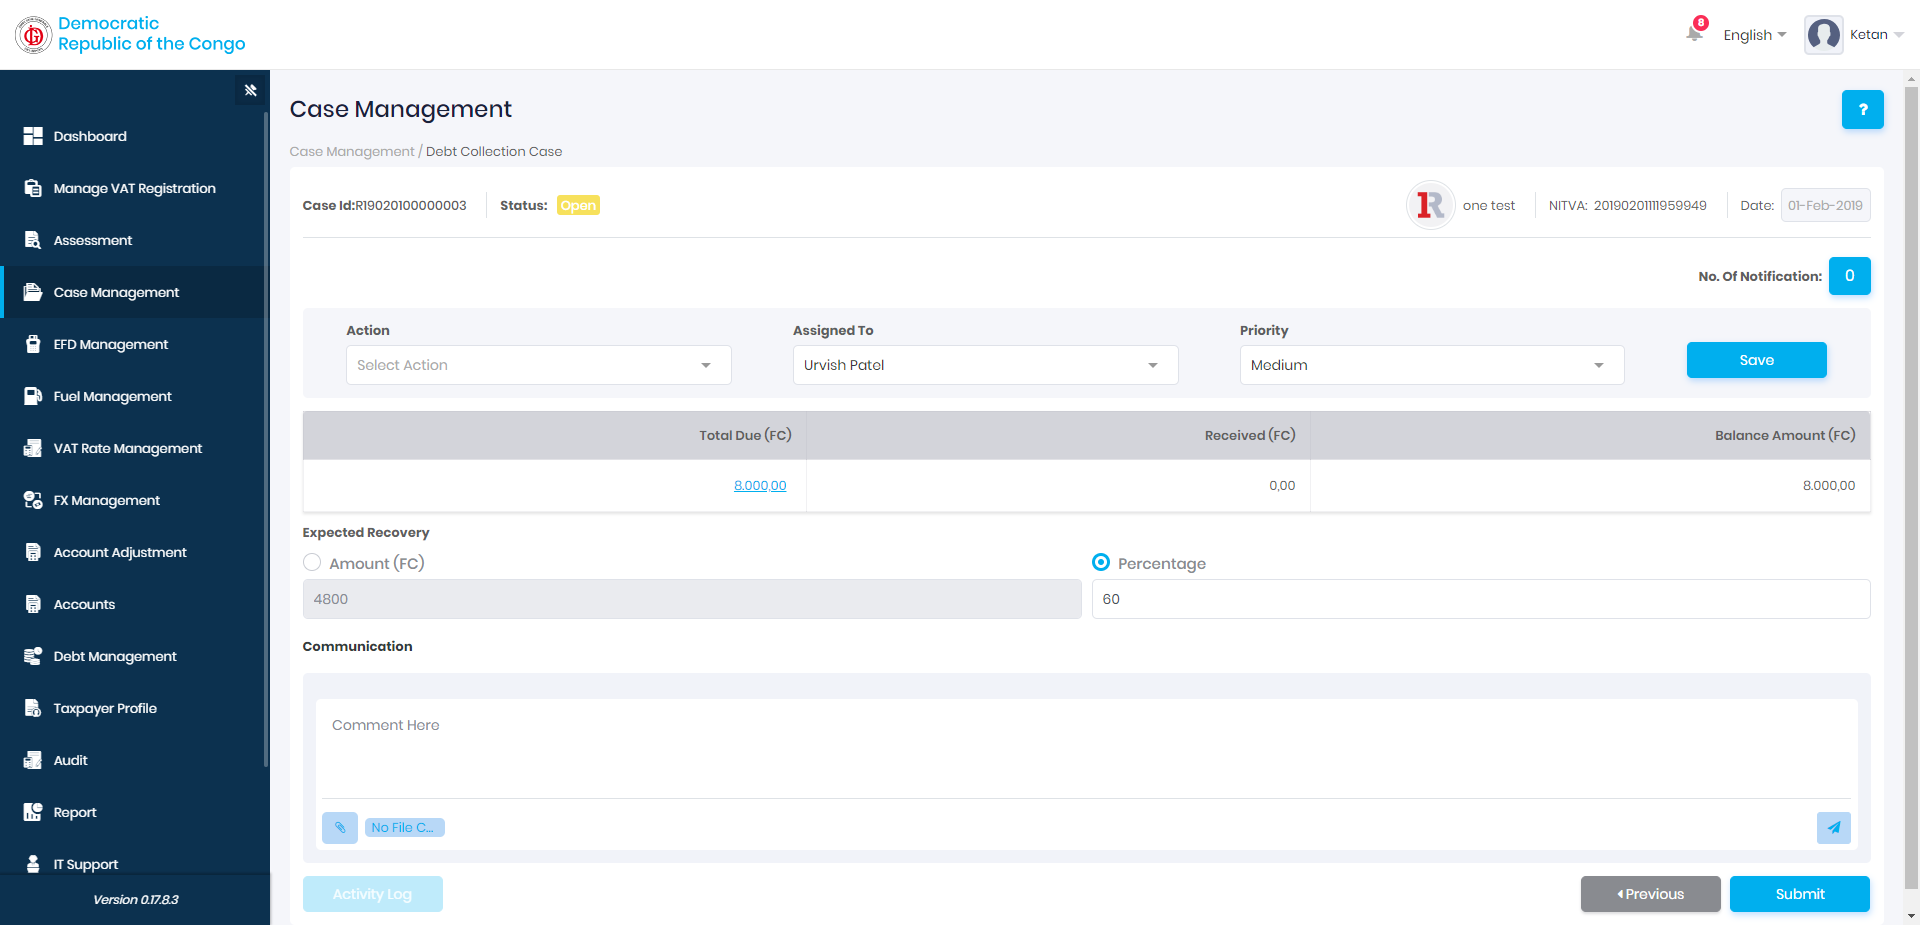 Democratic
Republic of the Congo
8
English
Ketan
Dashboard
Manage VAT Registration
Assessment
Case Management
EFD Management
Fuel Management
VAT Rate Management
FX Management
Account Adjustment
Accounts
Debt Management
Taxpayer Profile
Audit
Report
IT Support
Version 0.17.8.3
Case Management
?
Case Management / Debt Collection Case
Case Id:R19020100000003 Status: Open
1R one test NITVA: 20190201111959949 Date: 01-Feb-2019
No. Of Notification: 0
Action Assigned To Priority
Select Action Urvish Patel Medium Save
Total Due (FC) Received (FC) Balance Amount (FC)
8.000,00 0,00 8.000,00
Expected Recovery
Amount (FC) Percentage
4800 60
Communication
Comment Here
No File C...
Activity Log Previous Submit